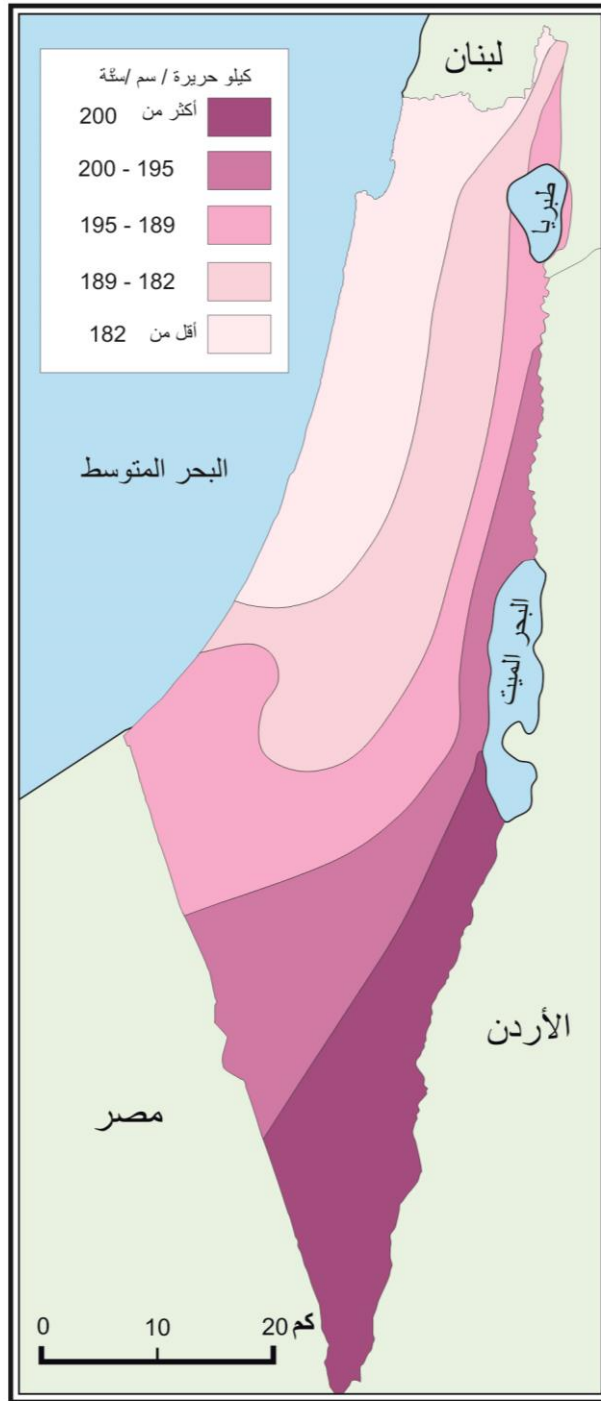 لبنان
كيلو حريرة / سم /سنّة
أكثر من 200
195 - 200
189 - 195
182 - 189
أقل من 182
طبريا
البحر المتوسط
البحر الميت
الأردن
مصر
0 10 20 كم